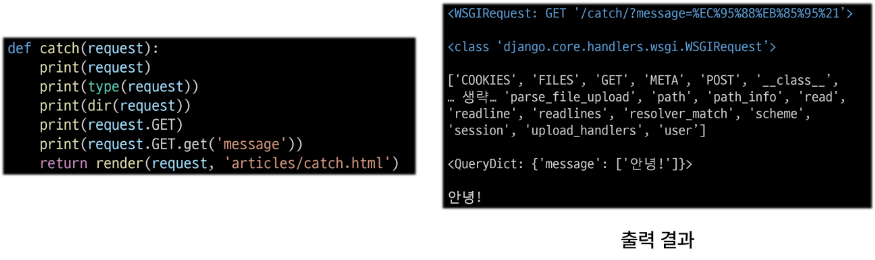 def catch(request):
print(request)
print(type(request))
print(dir(request))
print(request.GET)
print(request.GET.get('message'))
return render(request, 'articles/catch.html')
<WSGIRequest: GET '/catch/?message=%EC%95%88%EB%85%95%21'>
<class ‘django.core.handlers.wsgi.WSGIRequest’>
['COOKIES', 'FILES', 'GET', 'META', 'POST', '__class__’,
… 생략… 'parse_file_upload', 'path', 'path_info', 'read',
'readline', 'readlines', 'resolver_match', 'scheme',
'session', 'upload_handlers', 'user’]
<QueryDict: {'message': ['안녕!']}>
안녕!
출력 결과